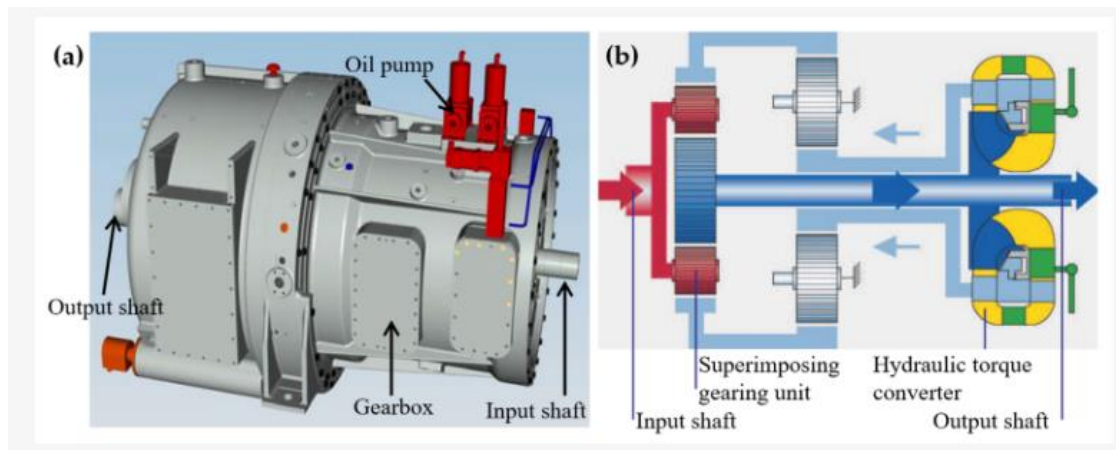 (a)
Oil pump
Output shaft
Gearbox
Input shaft
(b)
Superimposing
gearing unit
Hydraulic torque
converter
Input shaft
Output shaft